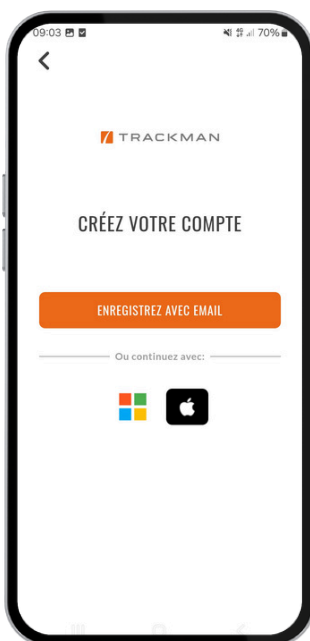 09:03 70%
TRACKMAN
CRÉEZ VOTRE COMPTE
ENREGISTREZ AVEC EMAIL
Ou continuez avec: